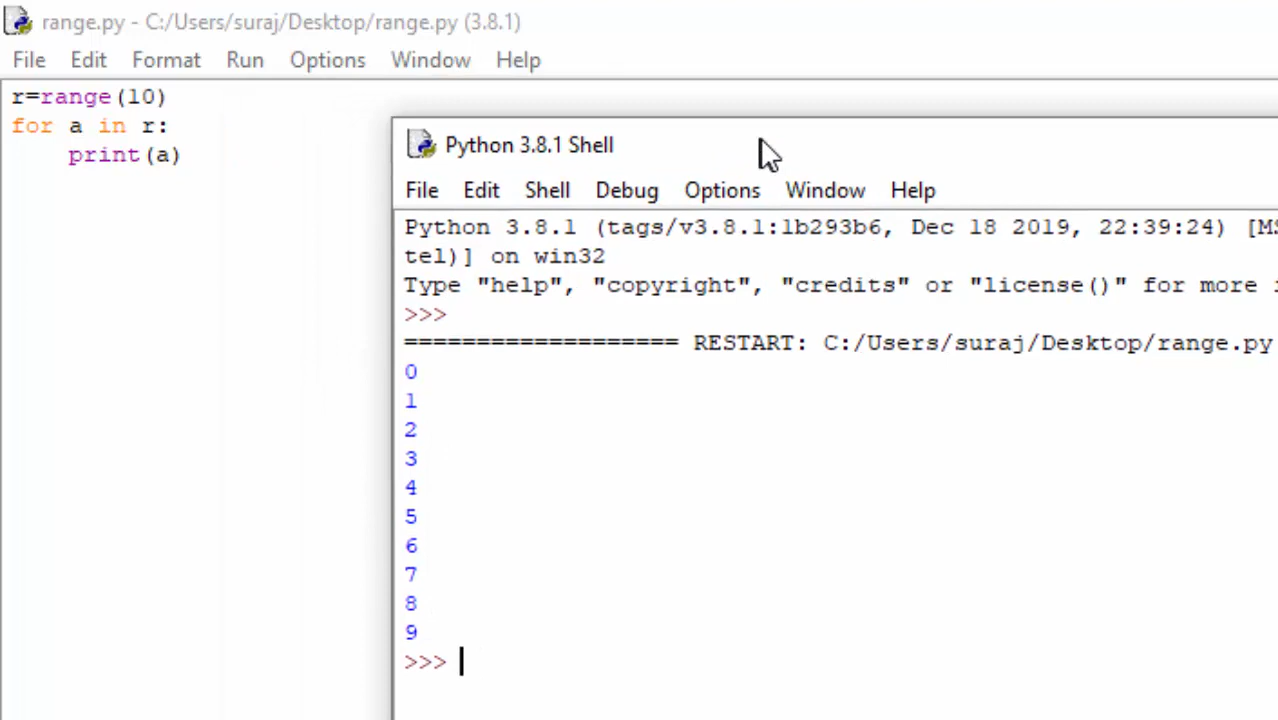 range.py - C:/Users/suraj/Desktop/range.py (3.8.1)
File Edit Format Run Options Window Help
r=range(10)
for a in r:
    print(a)
Python 3.8.1 Shell
File Edit Shell Debug Options Window Help
Python 3.8.1 (tags/v3.8.1:1b293b6, Dec 18 2019, 22:39:24) [MS
tel)] on win32
Type "help", "copyright", "credits" or "license()" for more
>>>
=================== RESTART: C:/Users/suraj/Desktop/range.py
0
1
2
3
4
5
6
7
8
9
>>>